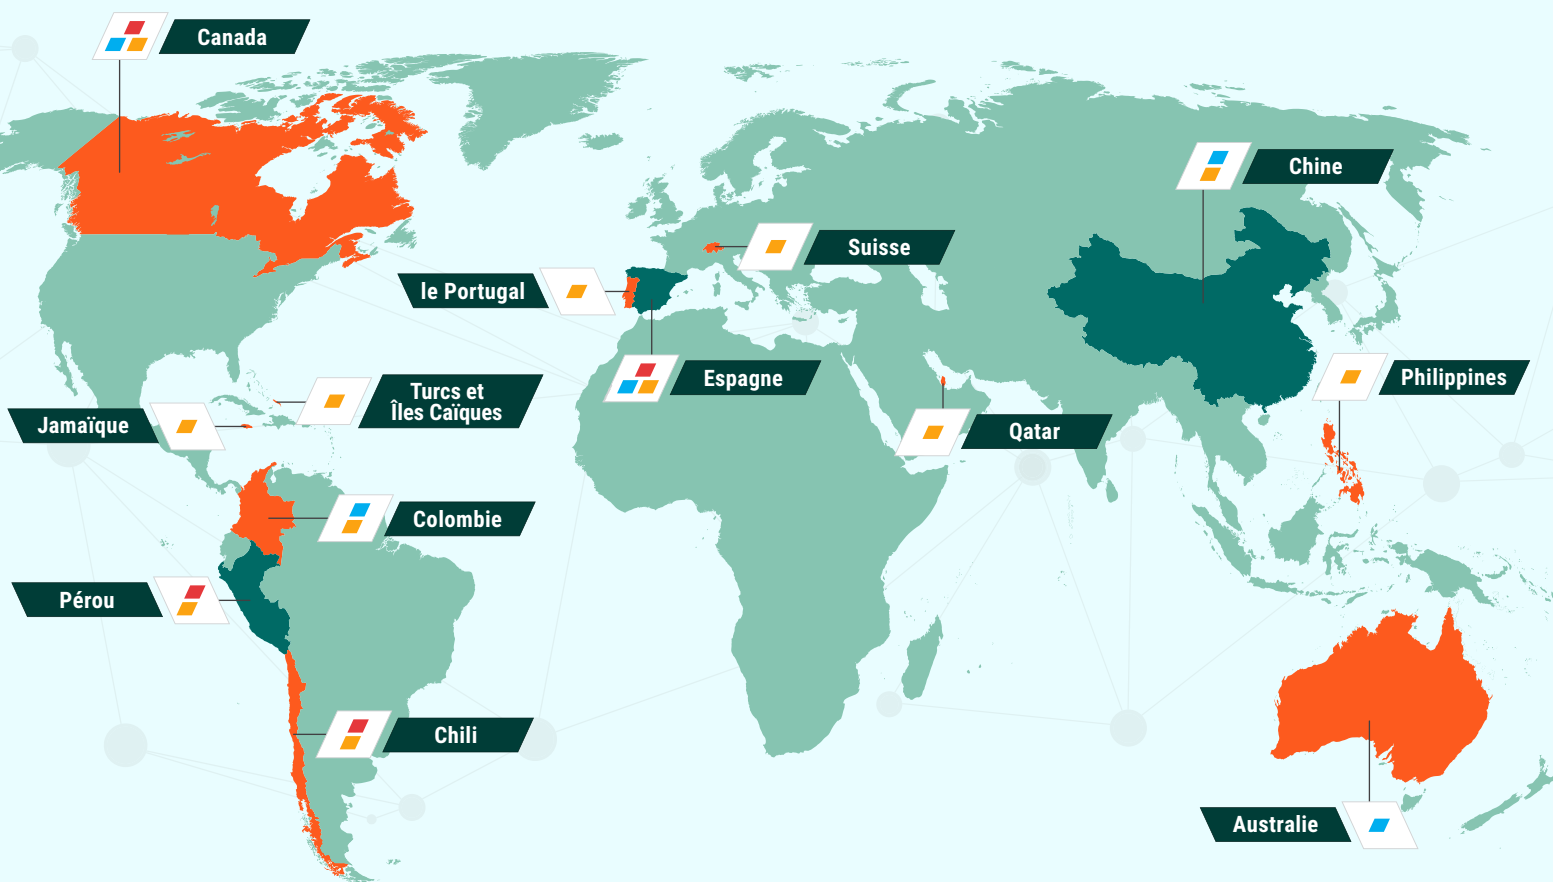 Canada
Chine
Suisse
le Portugal
Espagne
Philippines
Turcs et
Îles Caïques
Jamaïque
Qatar
Colombie
Pérou
Chili
Australie